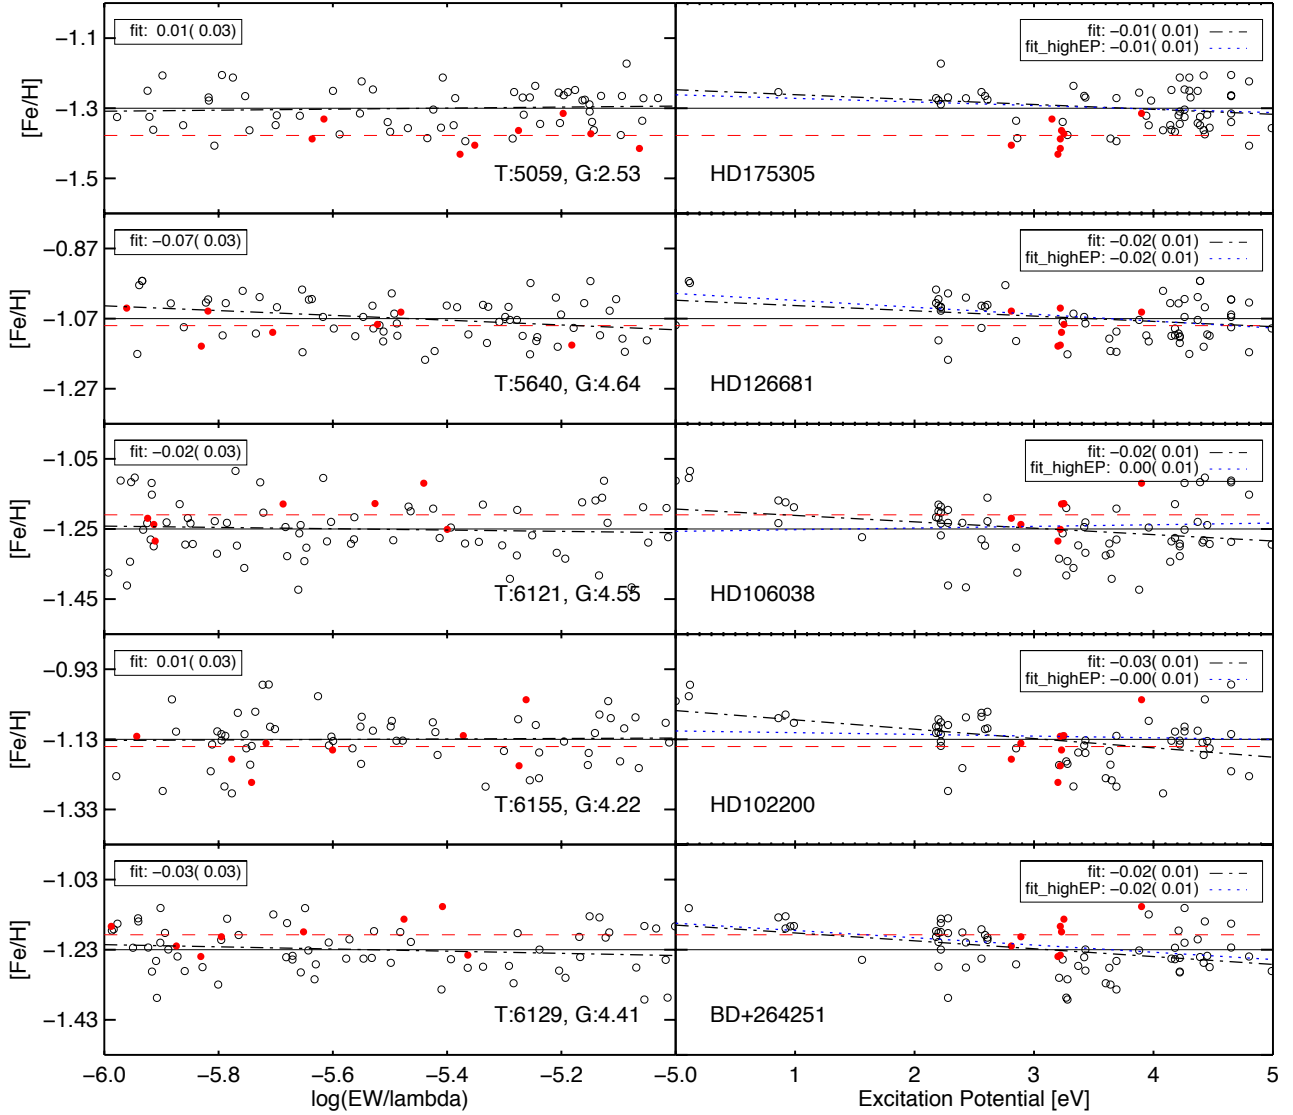 [Fe/H]
−1.1
−1.3
−1.5
fit: 0.01( 0.03)
T:5059, G:2.53
fit: −0.01( 0.01)
fit_highEP: −0.01( 0.01)
HD175305
[Fe/H]
−0.87
−1.07
−1.27
fit: −0.07( 0.03)
T:5640, G:4.64
fit: −0.02( 0.01)
fit_highEP: −0.02( 0.01)
HD126681
[Fe/H]
−1.05
−1.25
−1.45
fit: −0.02( 0.03)
T:6121, G:4.55
fit: −0.02( 0.01)
fit_highEP: 0.00( 0.01)
HD106038
[Fe/H]
−0.93
−1.13
−1.33
fit: 0.01( 0.03)
T:6155, G:4.22
fit: −0.03( 0.01)
fit_highEP: −0.00( 0.01)
HD102200
[Fe/H]
−1.03
−1.23
−1.43
fit: −0.03( 0.03)
T:6129, G:4.41
fit: −0.02( 0.01)
fit_highEP: −0.02( 0.01)
BD+264251
−6.0 −5.8 −5.6 −5.4 −5.2 −5.0.0 1 2 3 4 5
log(EW/lambda)
Excitation Potential [eV]